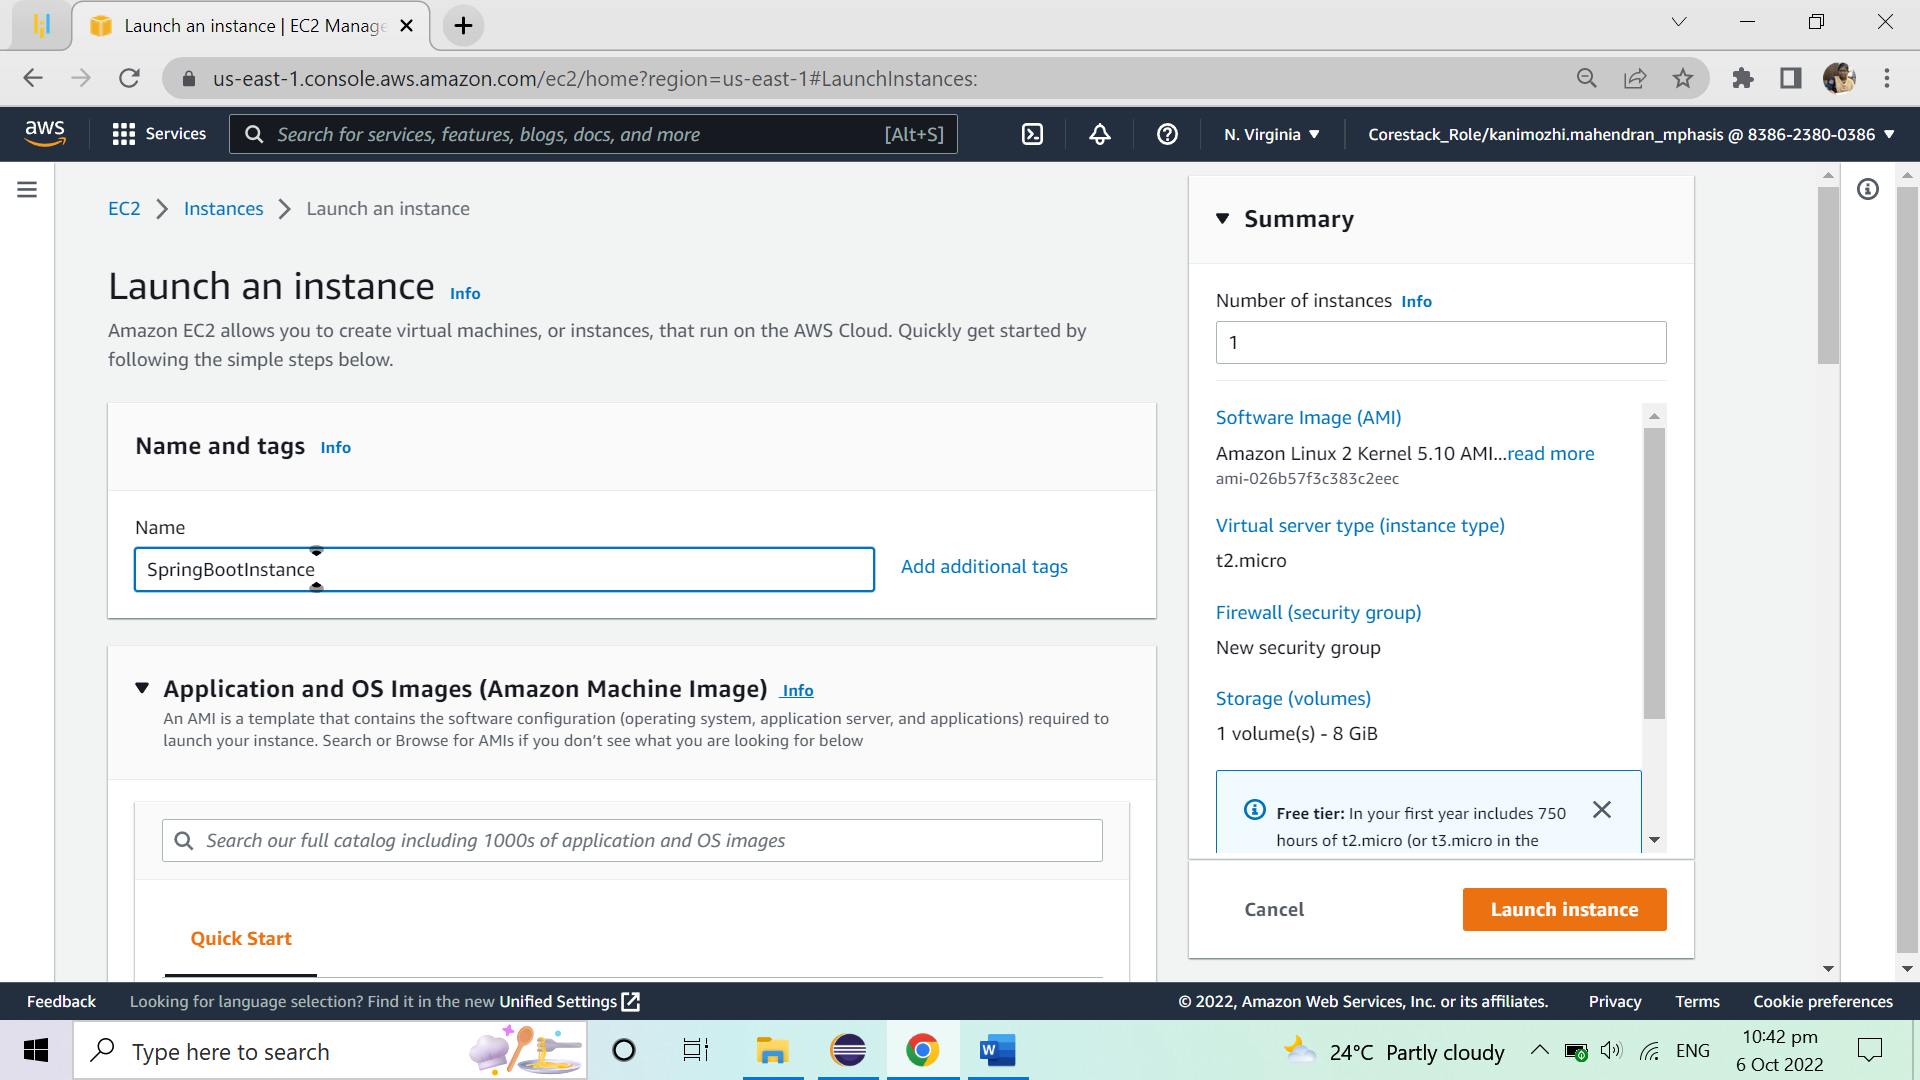 Launch an instance | EC2 Manage
us-east-1.console.aws.amazon.com/ec2/home?region=us-east-1#LaunchInstances:
aws
Services
Search for services, features, blogs, docs, and more
[Alt+S]
N. Virginia
Corestack_Role/kanimozhi.mahendran_mphasis @ 8386-2380-0386
EC2
Instances
Launch an instance
Launch an instance Info
Amazon EC2 allows you to create virtual machines, or instances, that run on the AWS Cloud. Quickly get started by
following the simple steps below.
Name and tags Info
Name
SpringBootInstance
Add additional tags
Application and OS Images (Amazon Machine Image) Info
An AMI is a template that contains the software configuration (operating system, application server, and applications) required to
launch your instance. Search or Browse for AMIs if you don't see what you are looking for below
Search our full catalog including 1000s of application and OS images
Quick Start
Summary
Number of instances Info
1
Software Image (AMI)
Amazon Linux 2 Kernel 5.10 AMI...read more
ami-026b57f3c383c2eec
Virtual server type (instance type)
t2.micro
Firewall (security group)
New security group
Storage (volumes)
1 volume(s) - 8 GiB
Free tier: In your first year includes 750
hours of t2.micro (or t3.micro in the
Cancel
Launch instance
Feedback
Looking for language selection? Find it in the new Unified Settings
© 2022, Amazon Web Services, Inc. or its affiliates.
Privacy
Terms
Cookie preferences
Type here to search
W
24°C Partly cloudy
ENG
10:42 pm
6 Oct 2022